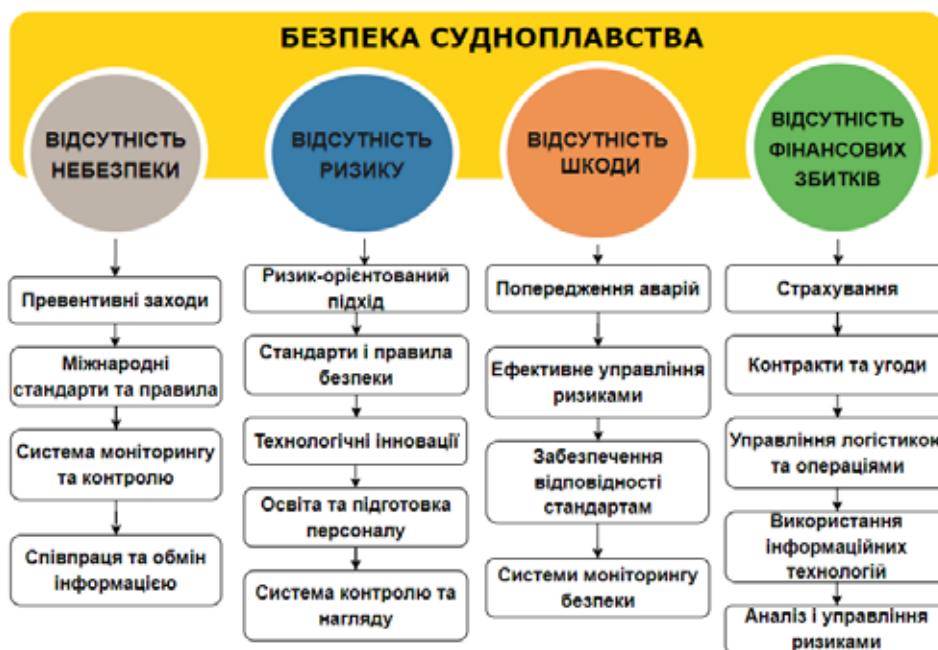 БЕЗПЕКА СУДНОПЛАВСТВА
ВІДСУТНІСТЬ
НЕБЕЗПЕКИ
Превентивні заходи
Міжнародні
стандарти та правила
Система моніторингу
та контролю
Співпраця та обмін
інформацією
ВІДСУТНІСТЬ
РИЗИКУ
Ризик-орієнтований
підхід
Стандарти і правила
безпеки
Технологічні інновації
Освіта та підготовка
персоналу
Система контролю та
нагляду
ВІДСУТНІСТЬ
ШКОДИ
Попередження аварій
Ефективне управління
ризиками
Забезпечення
відповідності
стандартам
Системи моніторингу
безпеки
ВІДСУТНІСТЬ
ФІНАНСОВИХ
ЗБИТКІВ
Страхування
Контракти та угоди
Управління логістикою
та операціями
Використання
інформаційних
технологій
Аналіз і управління
ризиками